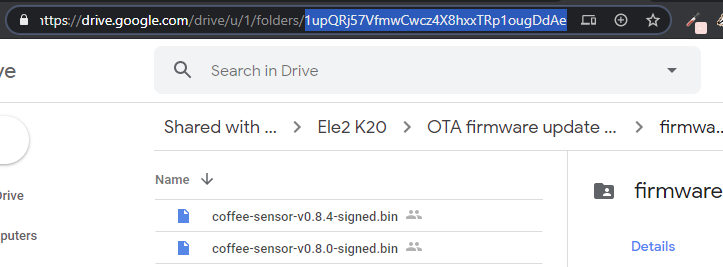 https://drive.google.com/drive/u/1/folders/1upQRj57VfmwCwcz4X8hxxTRp1ougDdAe
ve
Search in Drive
Shared with ... > Ele2 K20 > OTA firmware update ... > firmwa...
Name
firmware
Drive
coffee-sensor-v0.8.4-signed.bin
puters
coffee-sensor-v0.8.0-signed.bin
Details